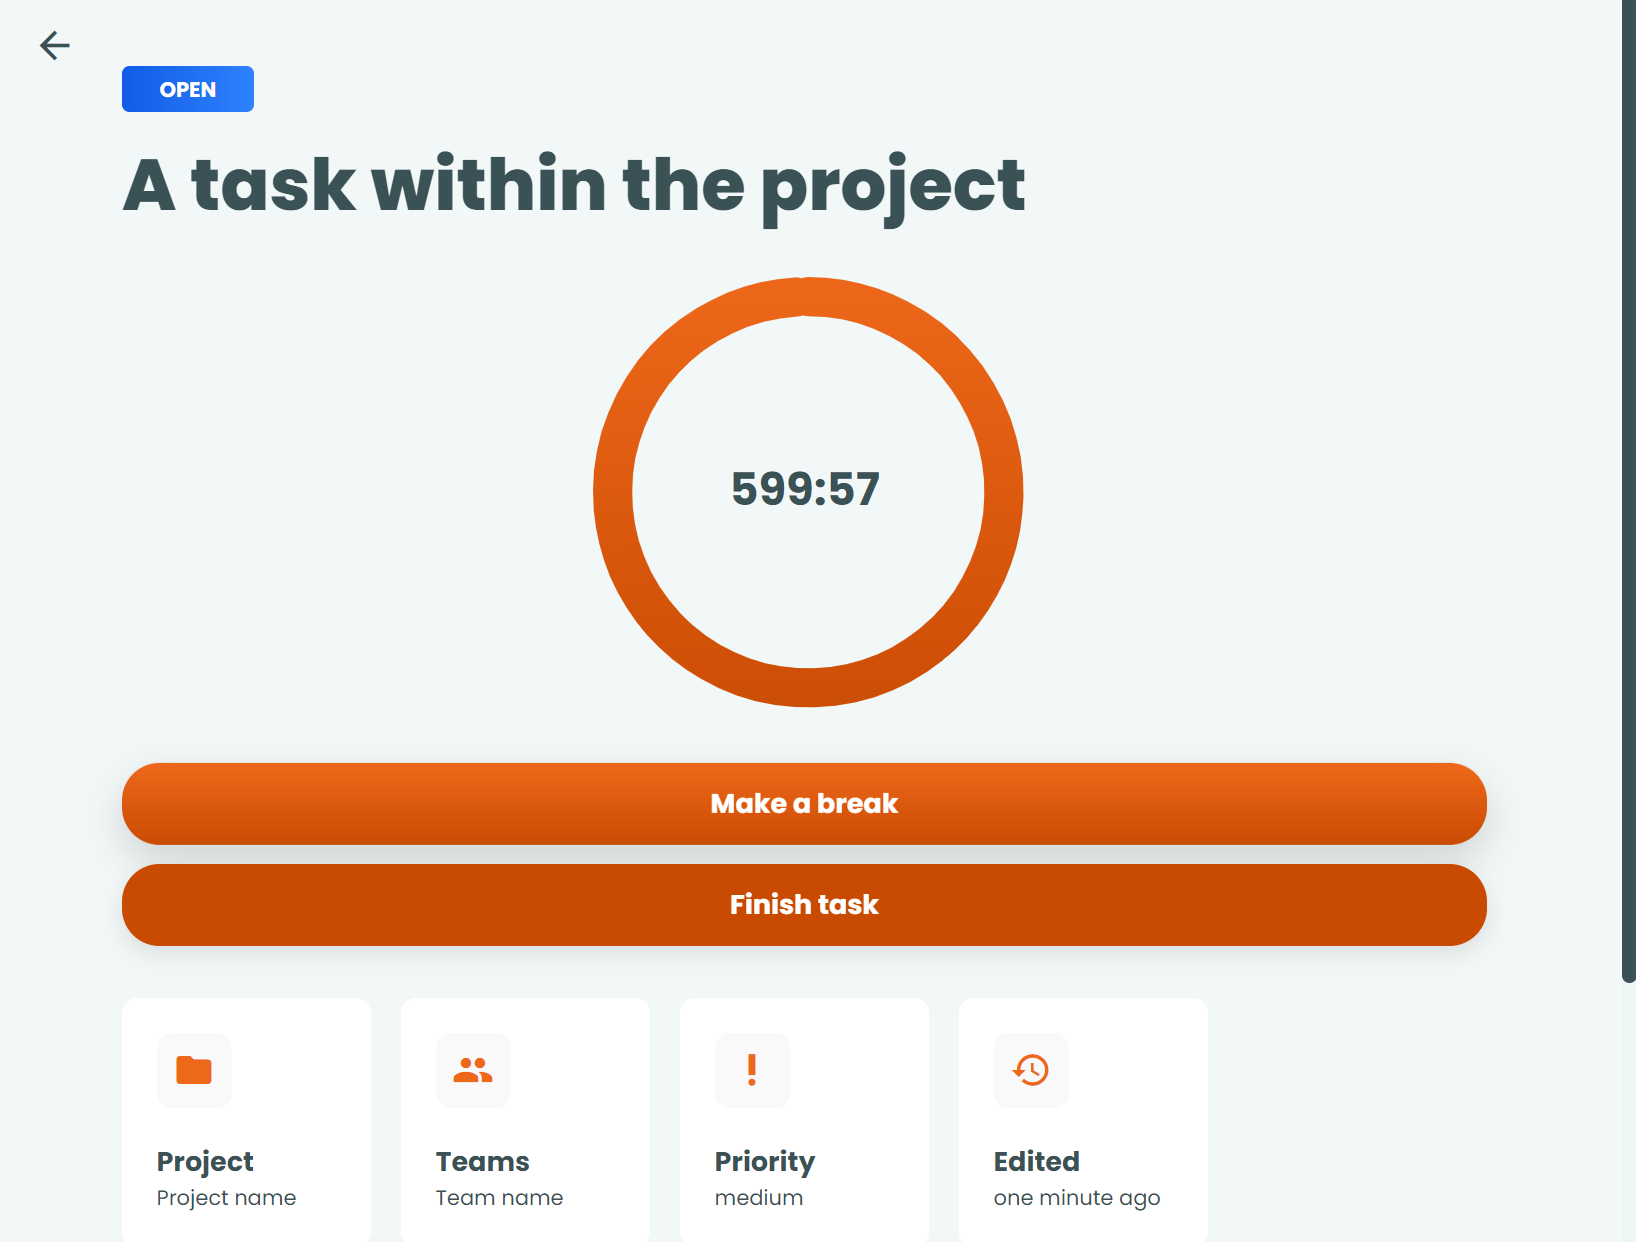 OPEN
A task within the project
599:57
Make a break
Finish task
Project
Project name
Teams
Team name
Priority
medium
Edited
one minute ago